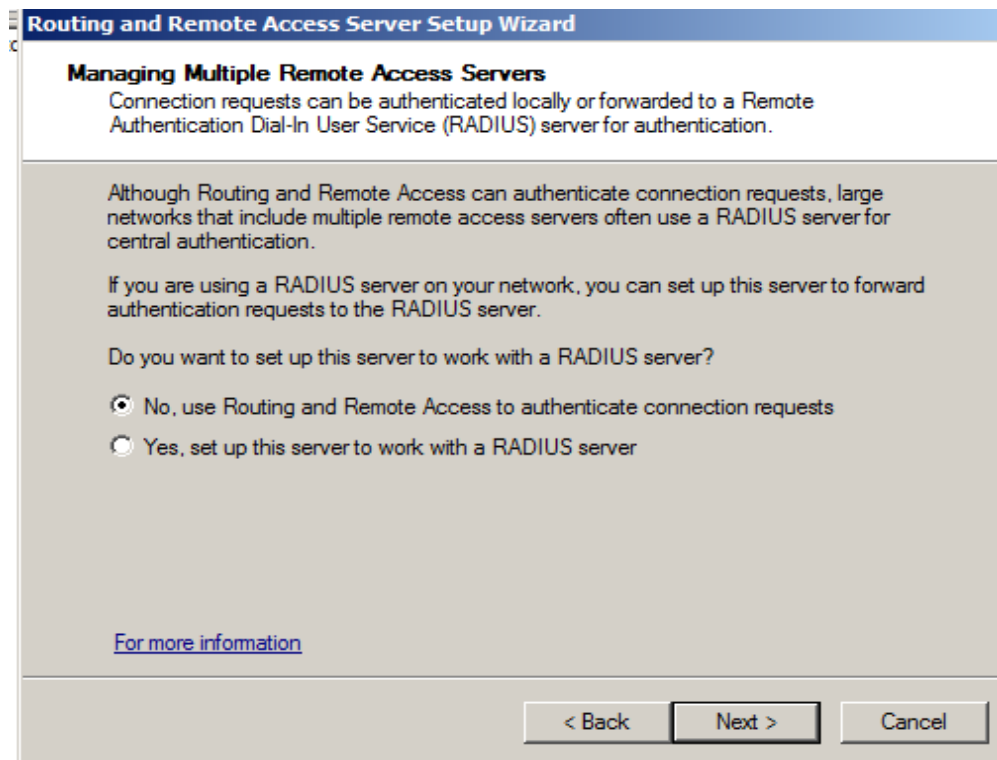 Routing and Remote Access Server Setup Wizard
Managing Multiple Remote Access Servers
Connection requests can be authenticated locally or forwarded to a Remote
Authentication Dial-In User Service (RADIUS) server for authentication.
Although Routing and Remote Access can authenticate connection requests, large
networks that include multiple remote access servers often use a RADIUS server for
central authentication.
If you are using a RADIUS server on your network, you can set up this server to forward
authentication requests to the RADIUS server.
Do you want to set up this server to work with a RADIUS server?
No, use Routing and Remote Access to authenticate connection requests
Yes, set up this server to work with a RADIUS server
For more information
< Back Next > Cancel